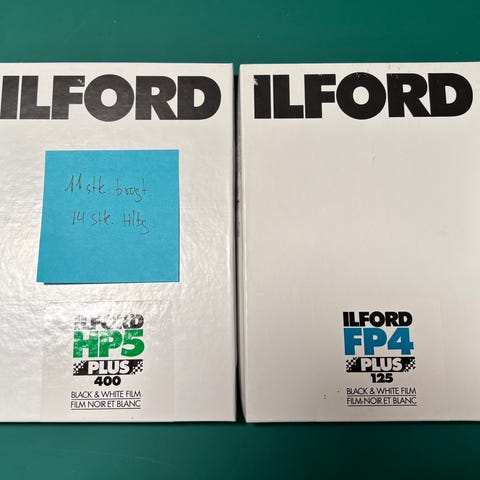 ILFORD
11 stk brugt.
14 stk. tilbg.
ILFORD
HP5
PLUS
400
BLACK & WHITE FILM
FILM NOIR ET BLANC
ILFORD
ILFORD
FP4
PLUS
125
BLACK & WHITE FILM
FILM-NOIR ET BLANC